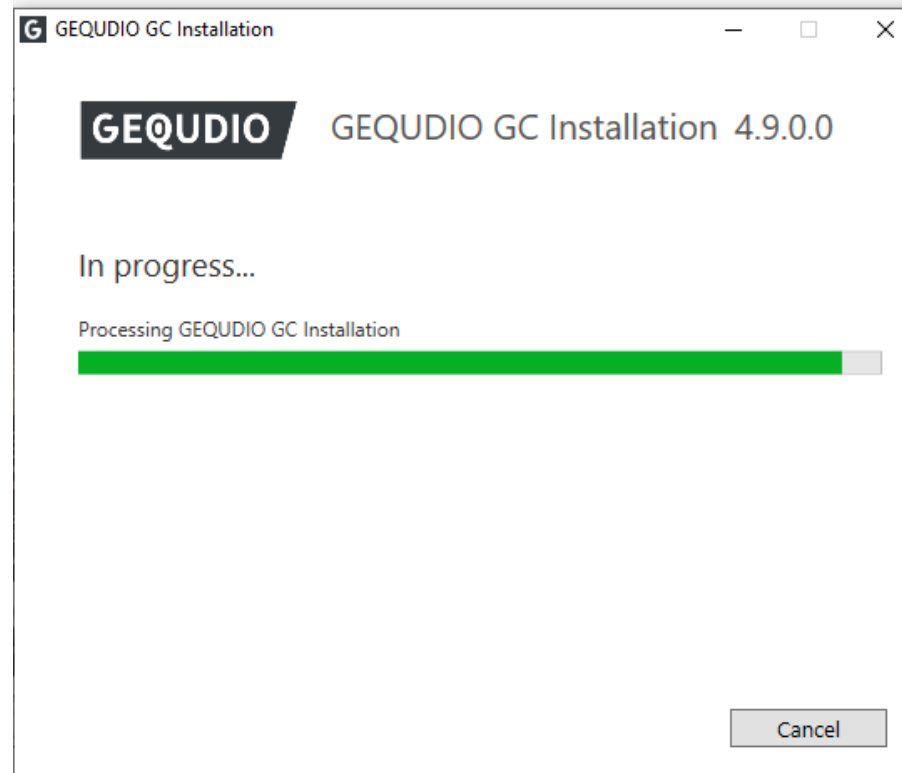 G GEQUDIO GC Installation
GEQUDIO GEQUDIO GC Installation 4.9.0.0
In progress...
Processing GEQUDIO GC Installation
Cancel